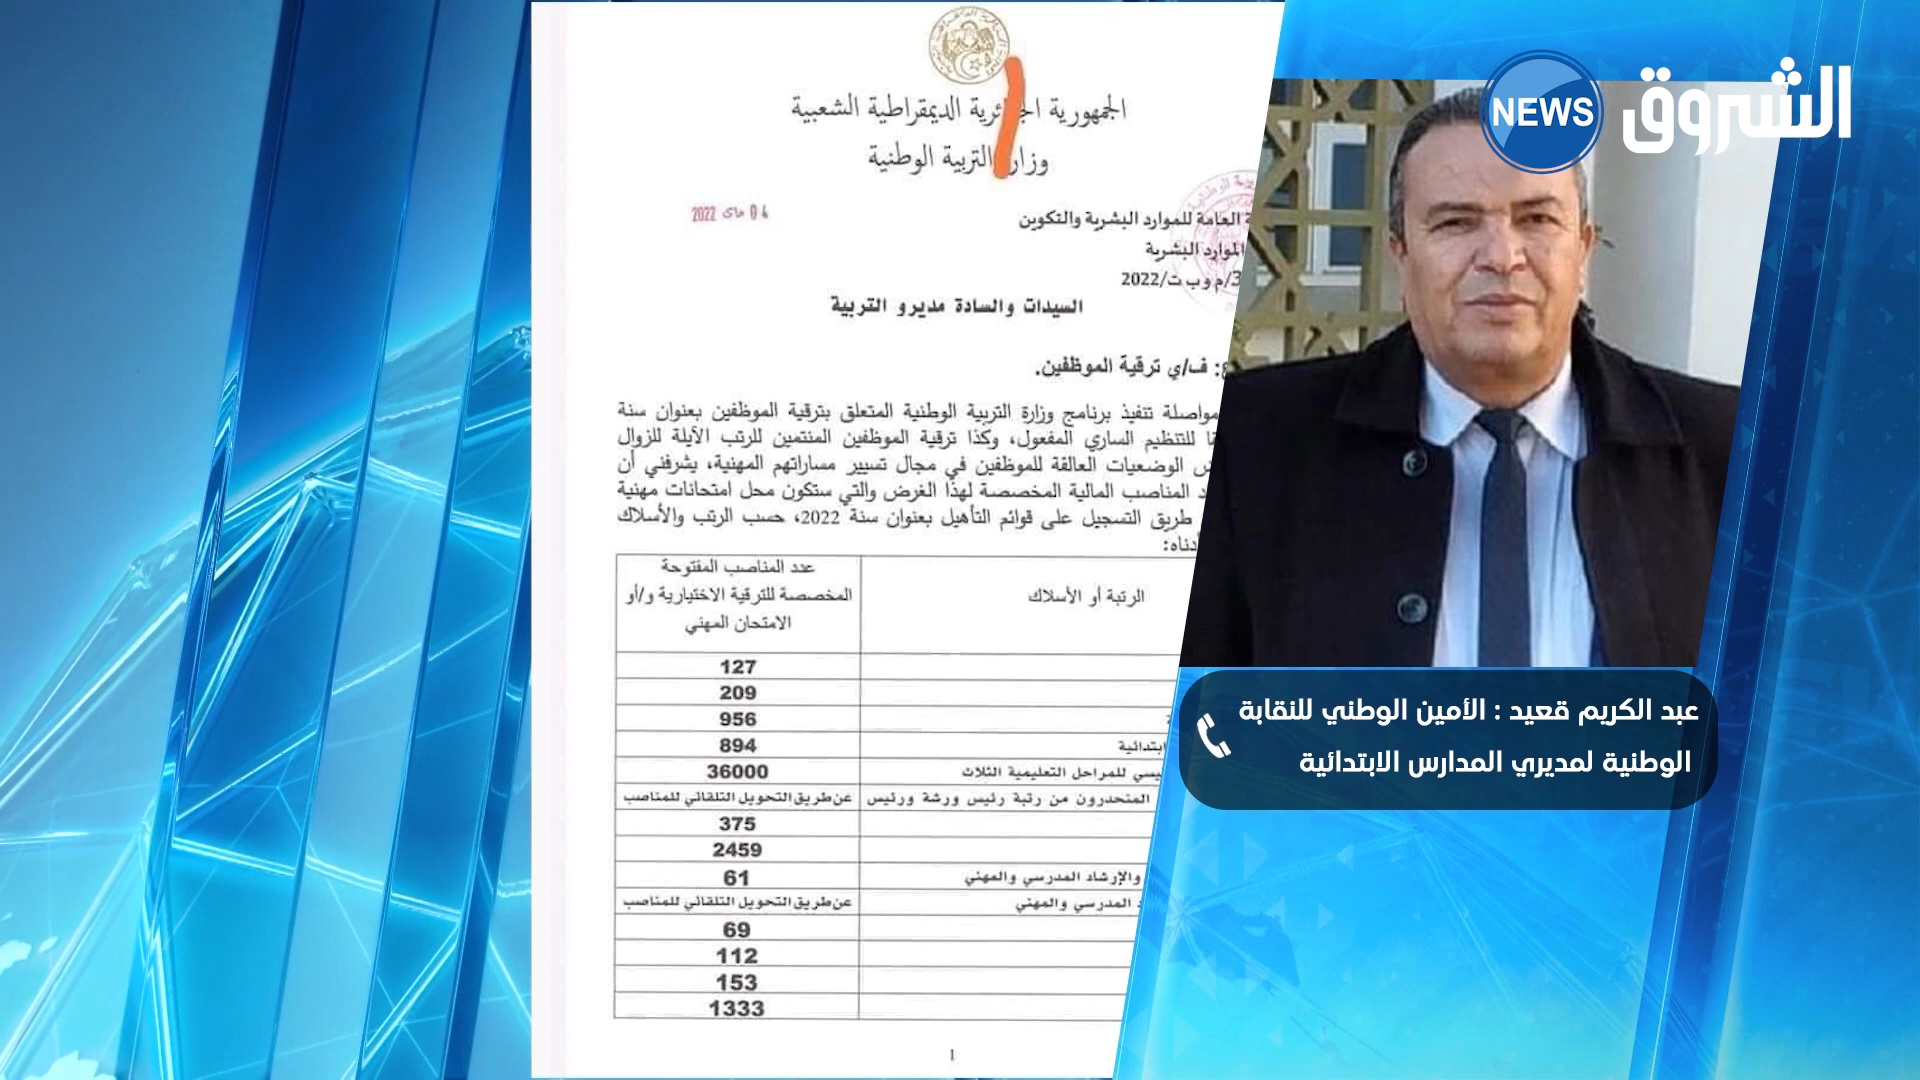 الجمهورية الجزائرية الديمقراطية الشعبية
وزارة التربية الوطنية
04 ماي 2022
العامة للموارد البشرية والتكوين
الموارد البشرية
3/م و ب ت/2022
السيدات والسادة مديرو التربية
ف/ي ترقية الموظفين.
مواصلة تنفيذ برنامج وزارة التربية الوطنية المتعلق بترقية الموظفين بعنوان سنة
للتنظيم الساري المفعول، وكذا ترقية الموظفين المنتمين للرتب الآيلة للزوال
الوضعيات العالقة للموظفين في مجال تسيير مساراتهم المهنية، يشرفني أن
المناصب المالية المخصصة لهذا الغرض والتي ستكون محل امتحانات مهنية
طريق التسجيل على قوائم التأهيل بعنوان سنة 2022، حسب الرتب والأسلاك
أدناه:
الرتبة أو الأسلاك
عدد المناصب المفتوحة
المخصصة للترقية الاختيارية و/أو
الامتحان المهني
127
209
956
بتدائية 894
يسي للمراحل التعليمية الثلاث 36000
المنحدرون من رتبة رئيس ورشة ورئيس عن طريق التحويل التلقائي للمناصب
375
2459
والإرشاد المدرسي والمهني 61
المدرسي والمهني عن طريق التحويل التلقائي للمناصب
69
112
153
1333
1
الشروق NEWS
عبد الكريم قعيد : الأمين الوطني للنقابة
الوطنية لمديري المدارس الابتدائية